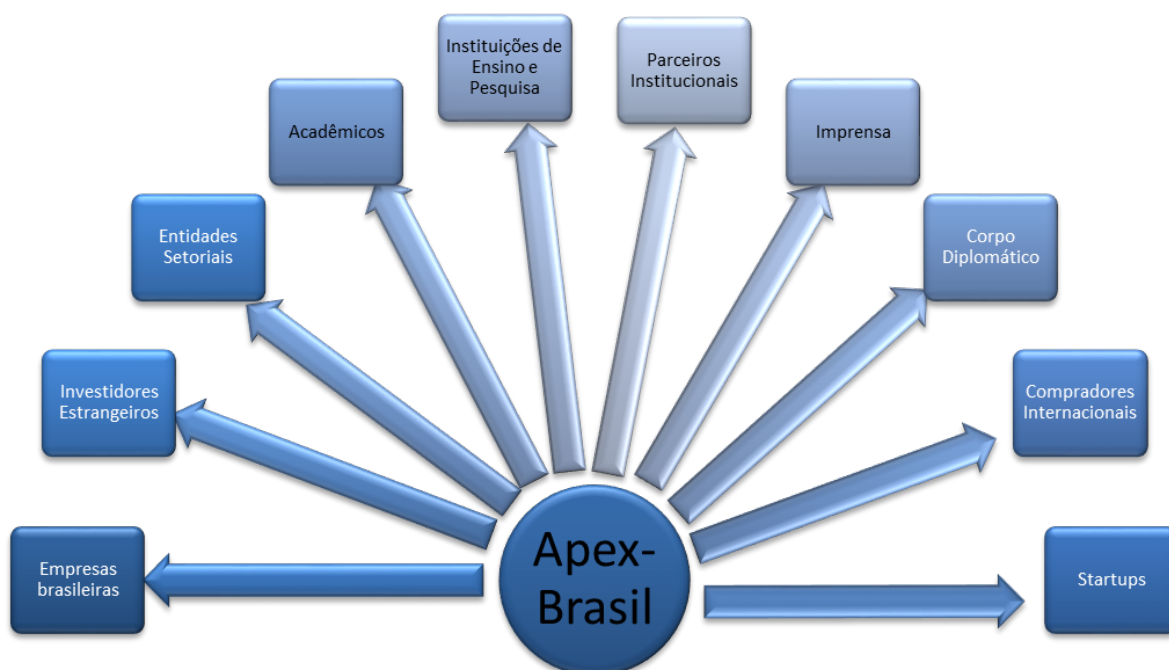 Instituições de
Ensino e
Pesquisa
Parceiros
Institucionais
Acadêmicos
Imprensa
Entidades
Setoriais
Corpo
Diplomático
Investidores
Estrangeiros
Compradores
Internacionais
Empresas
brasileiras
Apex-
Brasil
Startups